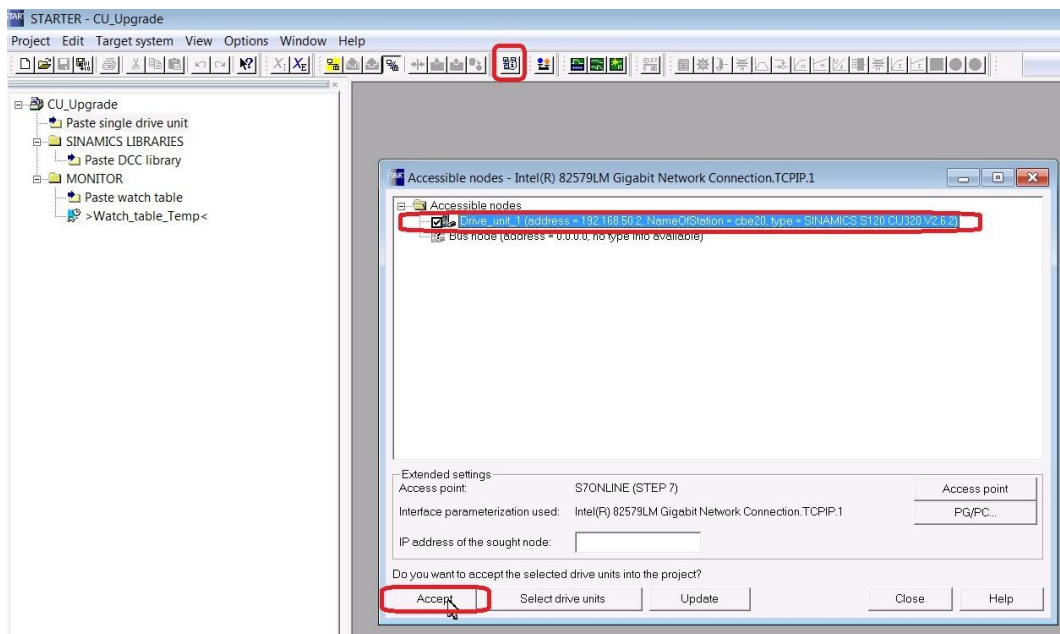 STARTER - CU_Upgrade
Project Edit Target system View Options Window Help
CU_Upgrade
Paste single drive unit
SINAMICS LIBRARIES
Paste DCC library
MONITOR
Paste watch table
>Watch_table_Temp<
Accessible nodes - Intel(R) 82579LM Gigabit Network Connection.TCPIP.1
Accessible nodes
Drive_unit_1 (address = 192.168.50.2, NameOfStation = cbe20, type = SINAMICS S120 CU320 V2.6.2)
Bus node (address = 0.0.0.0, no type info available)
Extended settings
Access point: S7ONLINE (STEP 7) Access point
Interface parameterization used: Intel(R) 82579LM Gigabit Network Connection.TCPIP.1 PG/PC...
IP address of the sought node:
Do you want to accept the selected drive units into the project?
Accept Select drive units Update Close Help